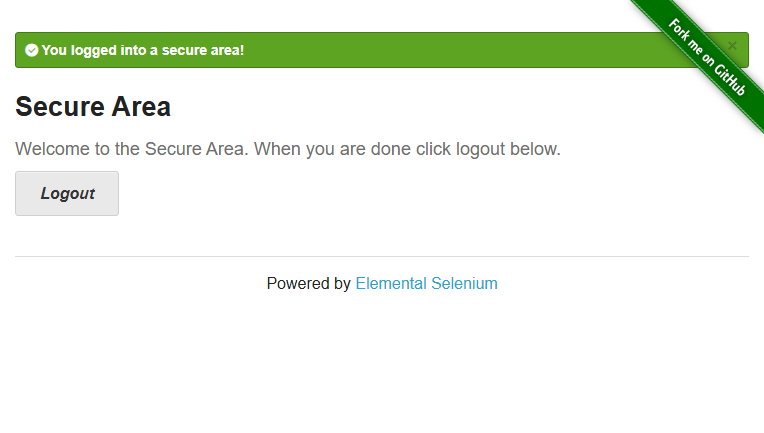 You logged into a secure area!
×
Fork me on GitHub
Secure Area
Welcome to the Secure Area. When you are done click logout below.
Logout
Powered by Elemental Selenium